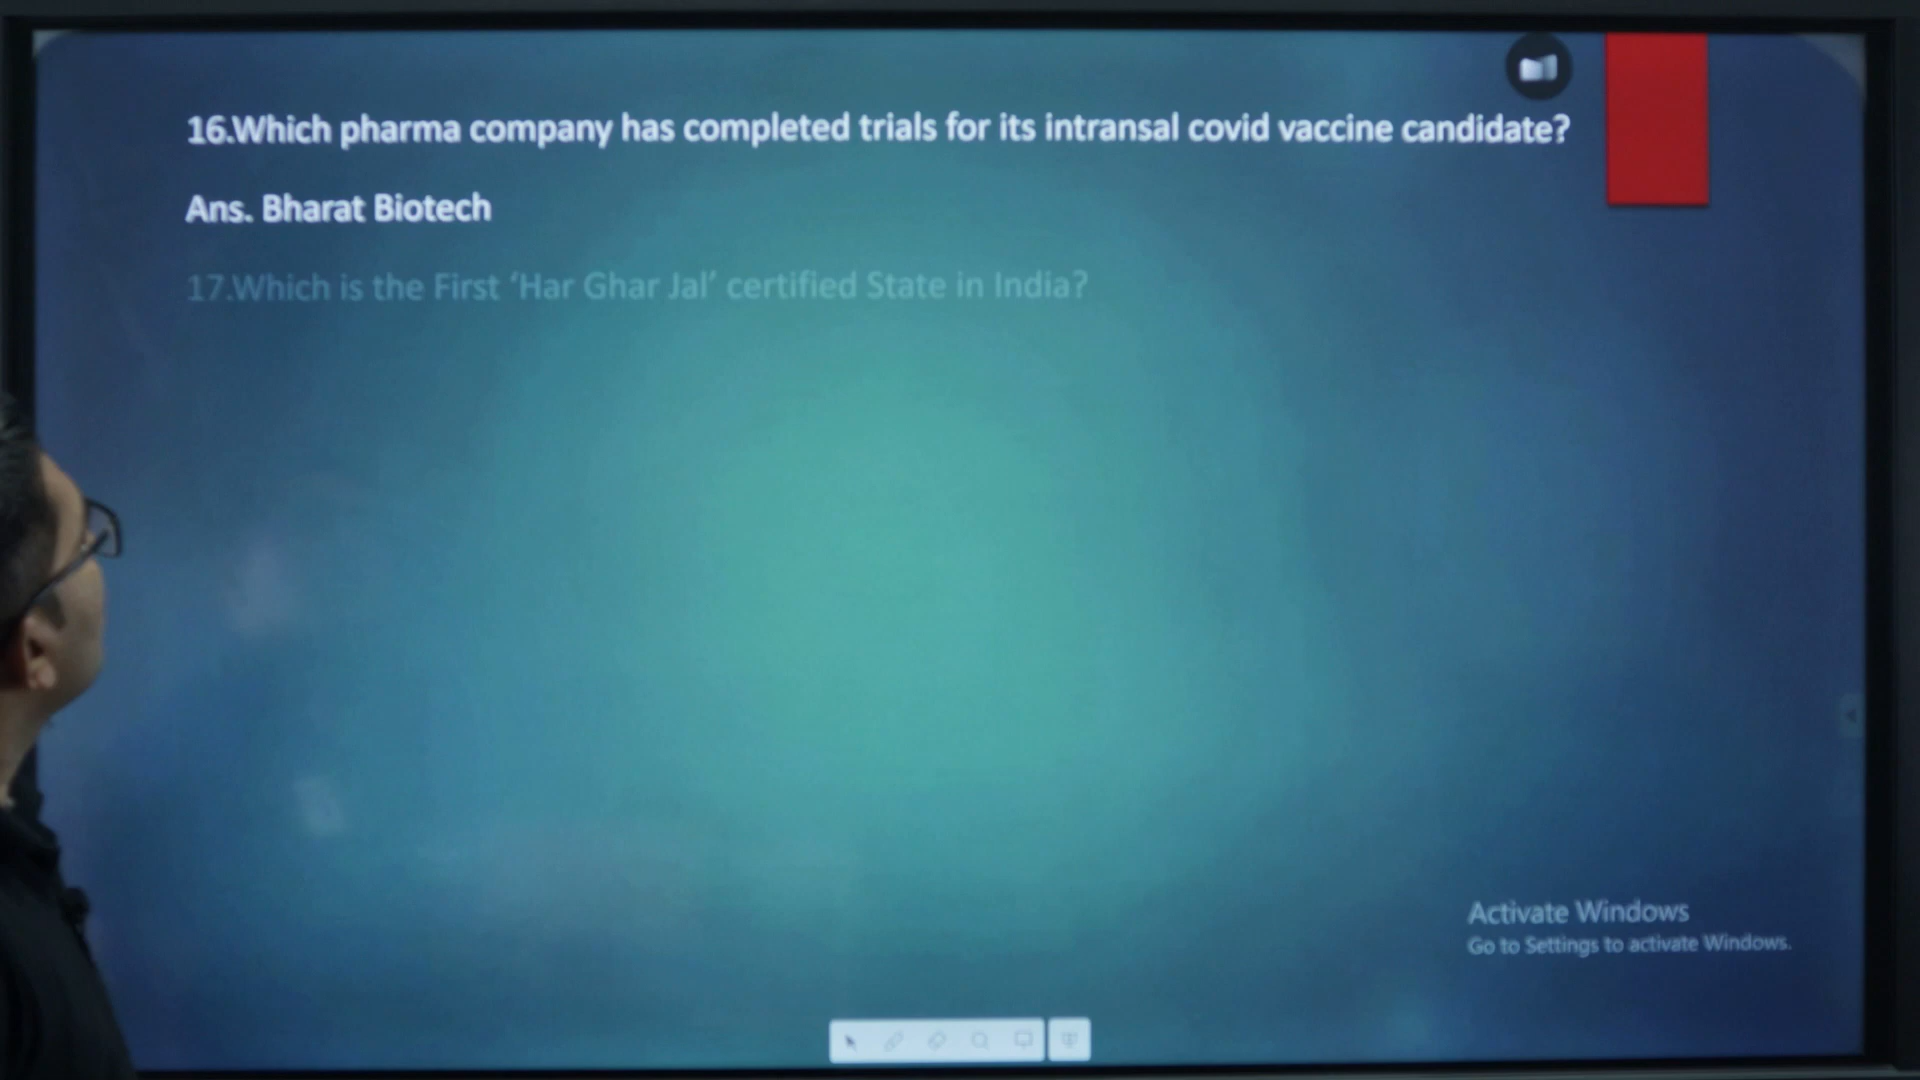 16.Which pharma company has completed trials for its intransal covid vaccine candidate?
Ans. Bharat Biotech
17.Which is the First ‘Har Ghar Jal’ certified State in India?
Activate Windows
Go to Settings to activate Windows.